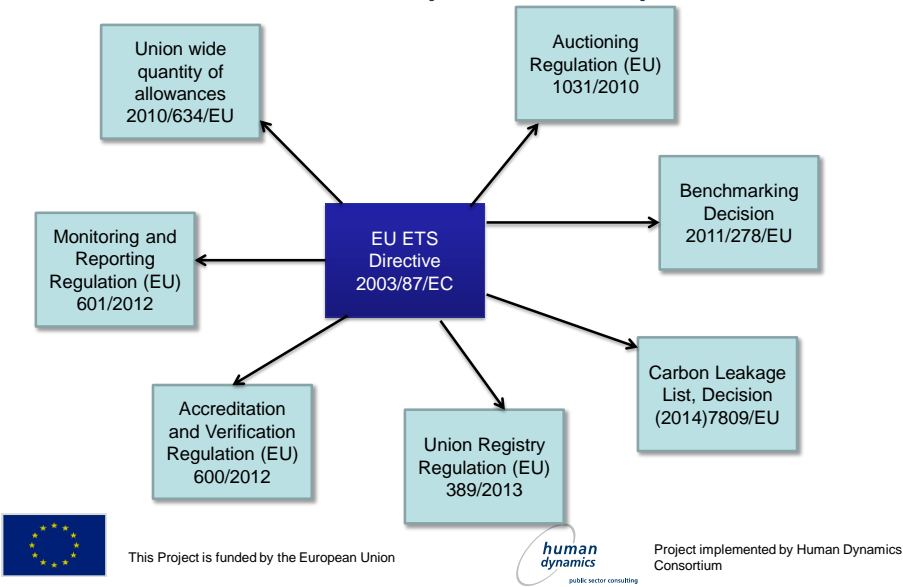 Union wide
quantity of
allowances
2010/634/EU
Auctioning
Regulation (EU)
1031/2010
Benchmarking
Decision
2011/278/EU
EU ETS
Directive
2003/87/EC
Monitoring and
Reporting
Regulation (EU)
601/2012
Carbon Leakage
List, Decision
(2014)7809/EU
Accreditation
and Verification
Regulation (EU)
600/2012
Union Registry
Regulation (EU)
389/2013
This Project is funded by the European Union
human
dynamics
public sector consulting
Project implemented by Human Dynamics
Consortium